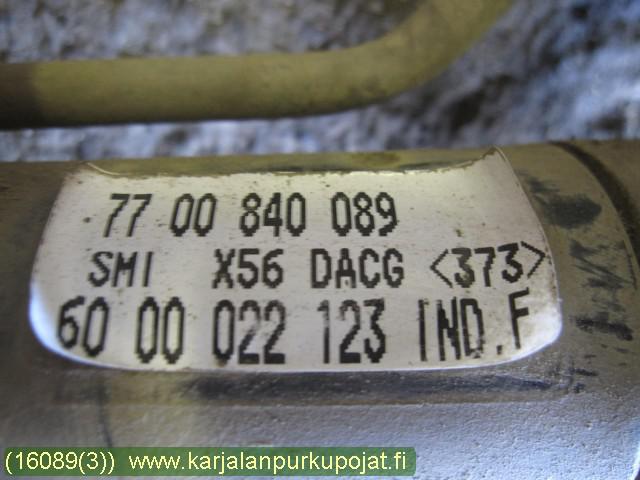 77 00 840 089
SMI X56 DACG <373>
60 00 022 123 IND.F
(16089(3)) www.karjalanpurkupojat.fi